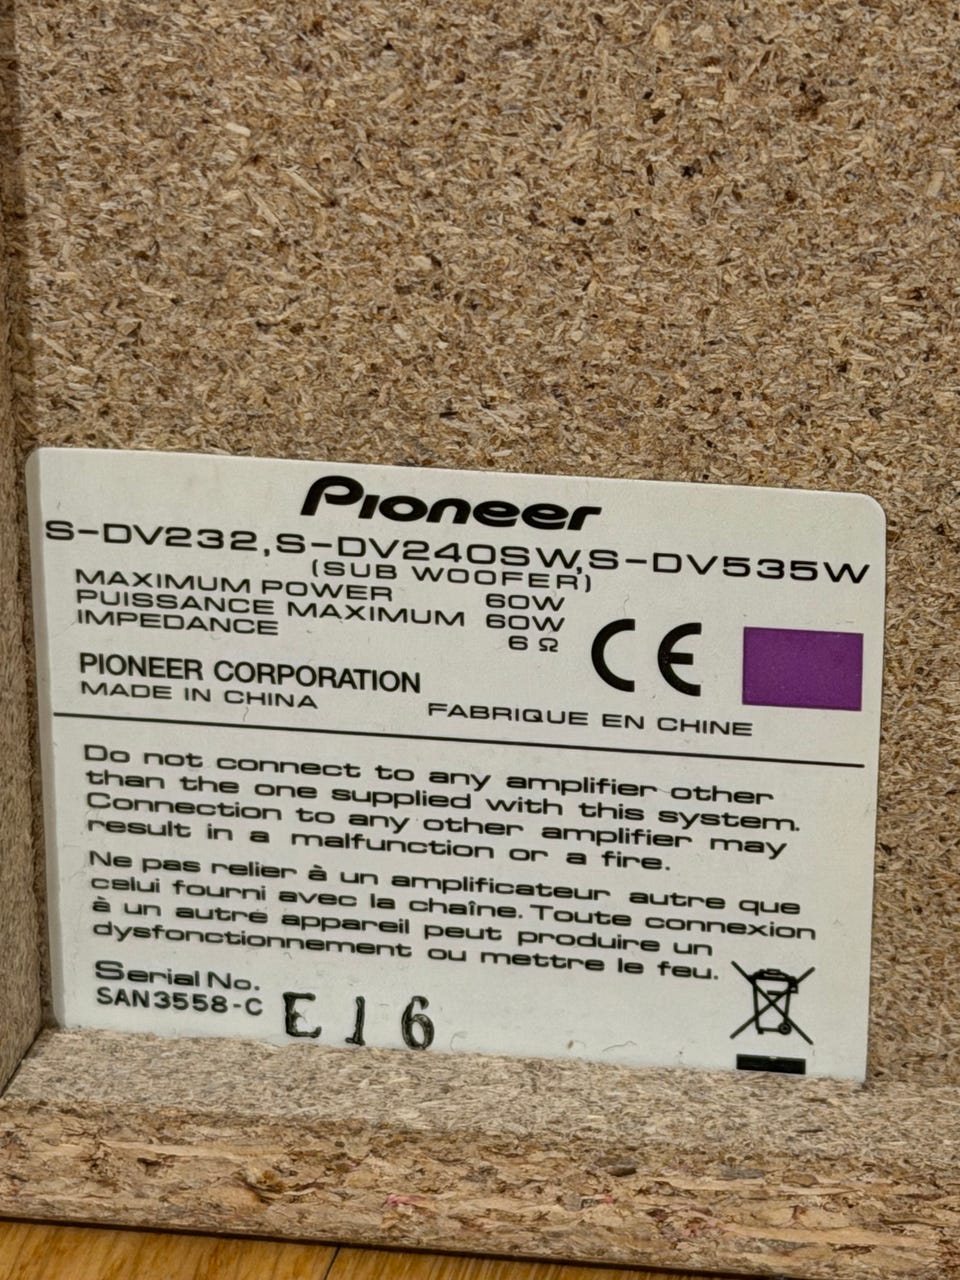 Pioneer
S-DV232,S-DV240SW,S-DV535W
(SUB WOOFER)
MAXIMUM POWER 60W
PUISSANCE MAXIMUM 60W
IMPEDANCE 6 Ω
CE
PIONEER CORPORATION
MADE IN CHINA FABRIQUE EN CHINE
Do not connect to any amplifier other
than the one supplied with this system.
Connection to any other amplifier may
result in a malfunction or a fire.
Ne pas relier à un amplificateur autre que
celui fourni avec la chaîne. Toute connexion
à un autre appareil peut produire un
dysfonctionnement ou mettre le feu.
Serial No.
SAN3558-C E16